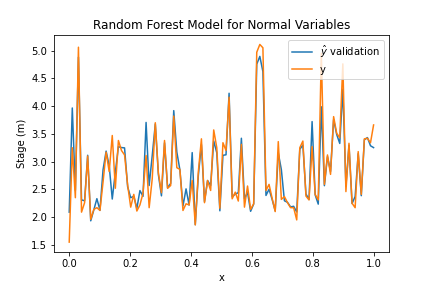 Random Forest Model for Normal Variables
ŷ validation
y
Stage (m)
5.0
4.5
4.0
3.5
3.0
2.5
2.0
1.5
0.0 0.2 0.4 0.6 0.8 1.0
x